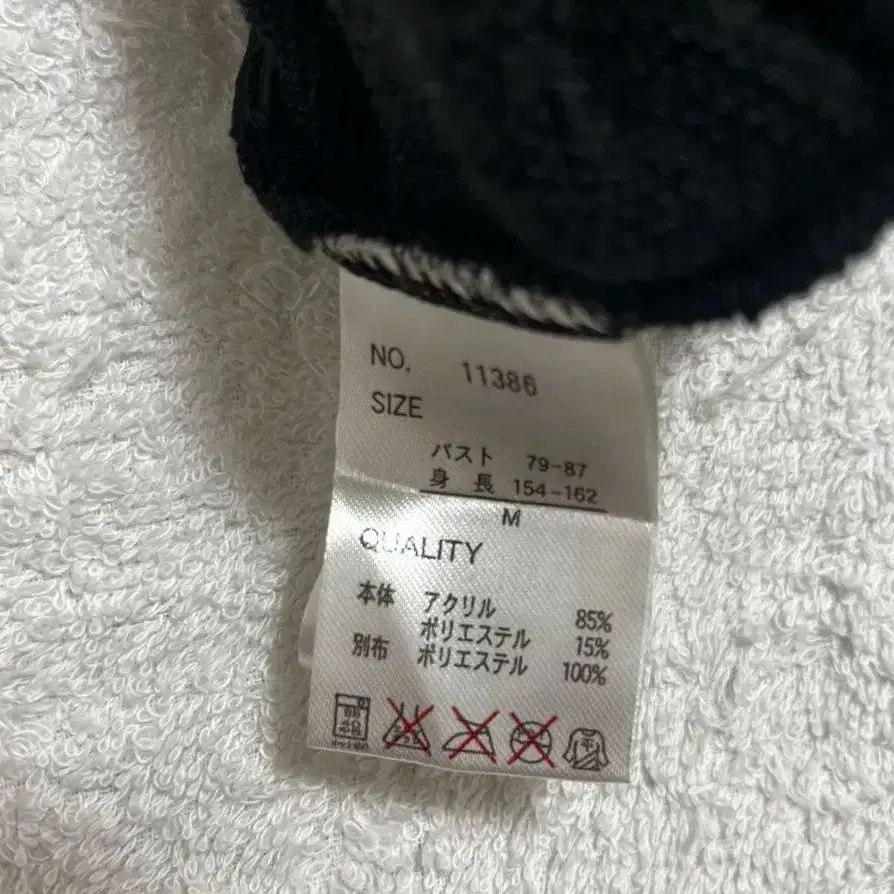 NO. 11386
SIZE
バスト 79-87
身長 154-162
M
QUALITY
本体 アクリル 85%
ポリエステル 15%
別布 ポリエステル 100%